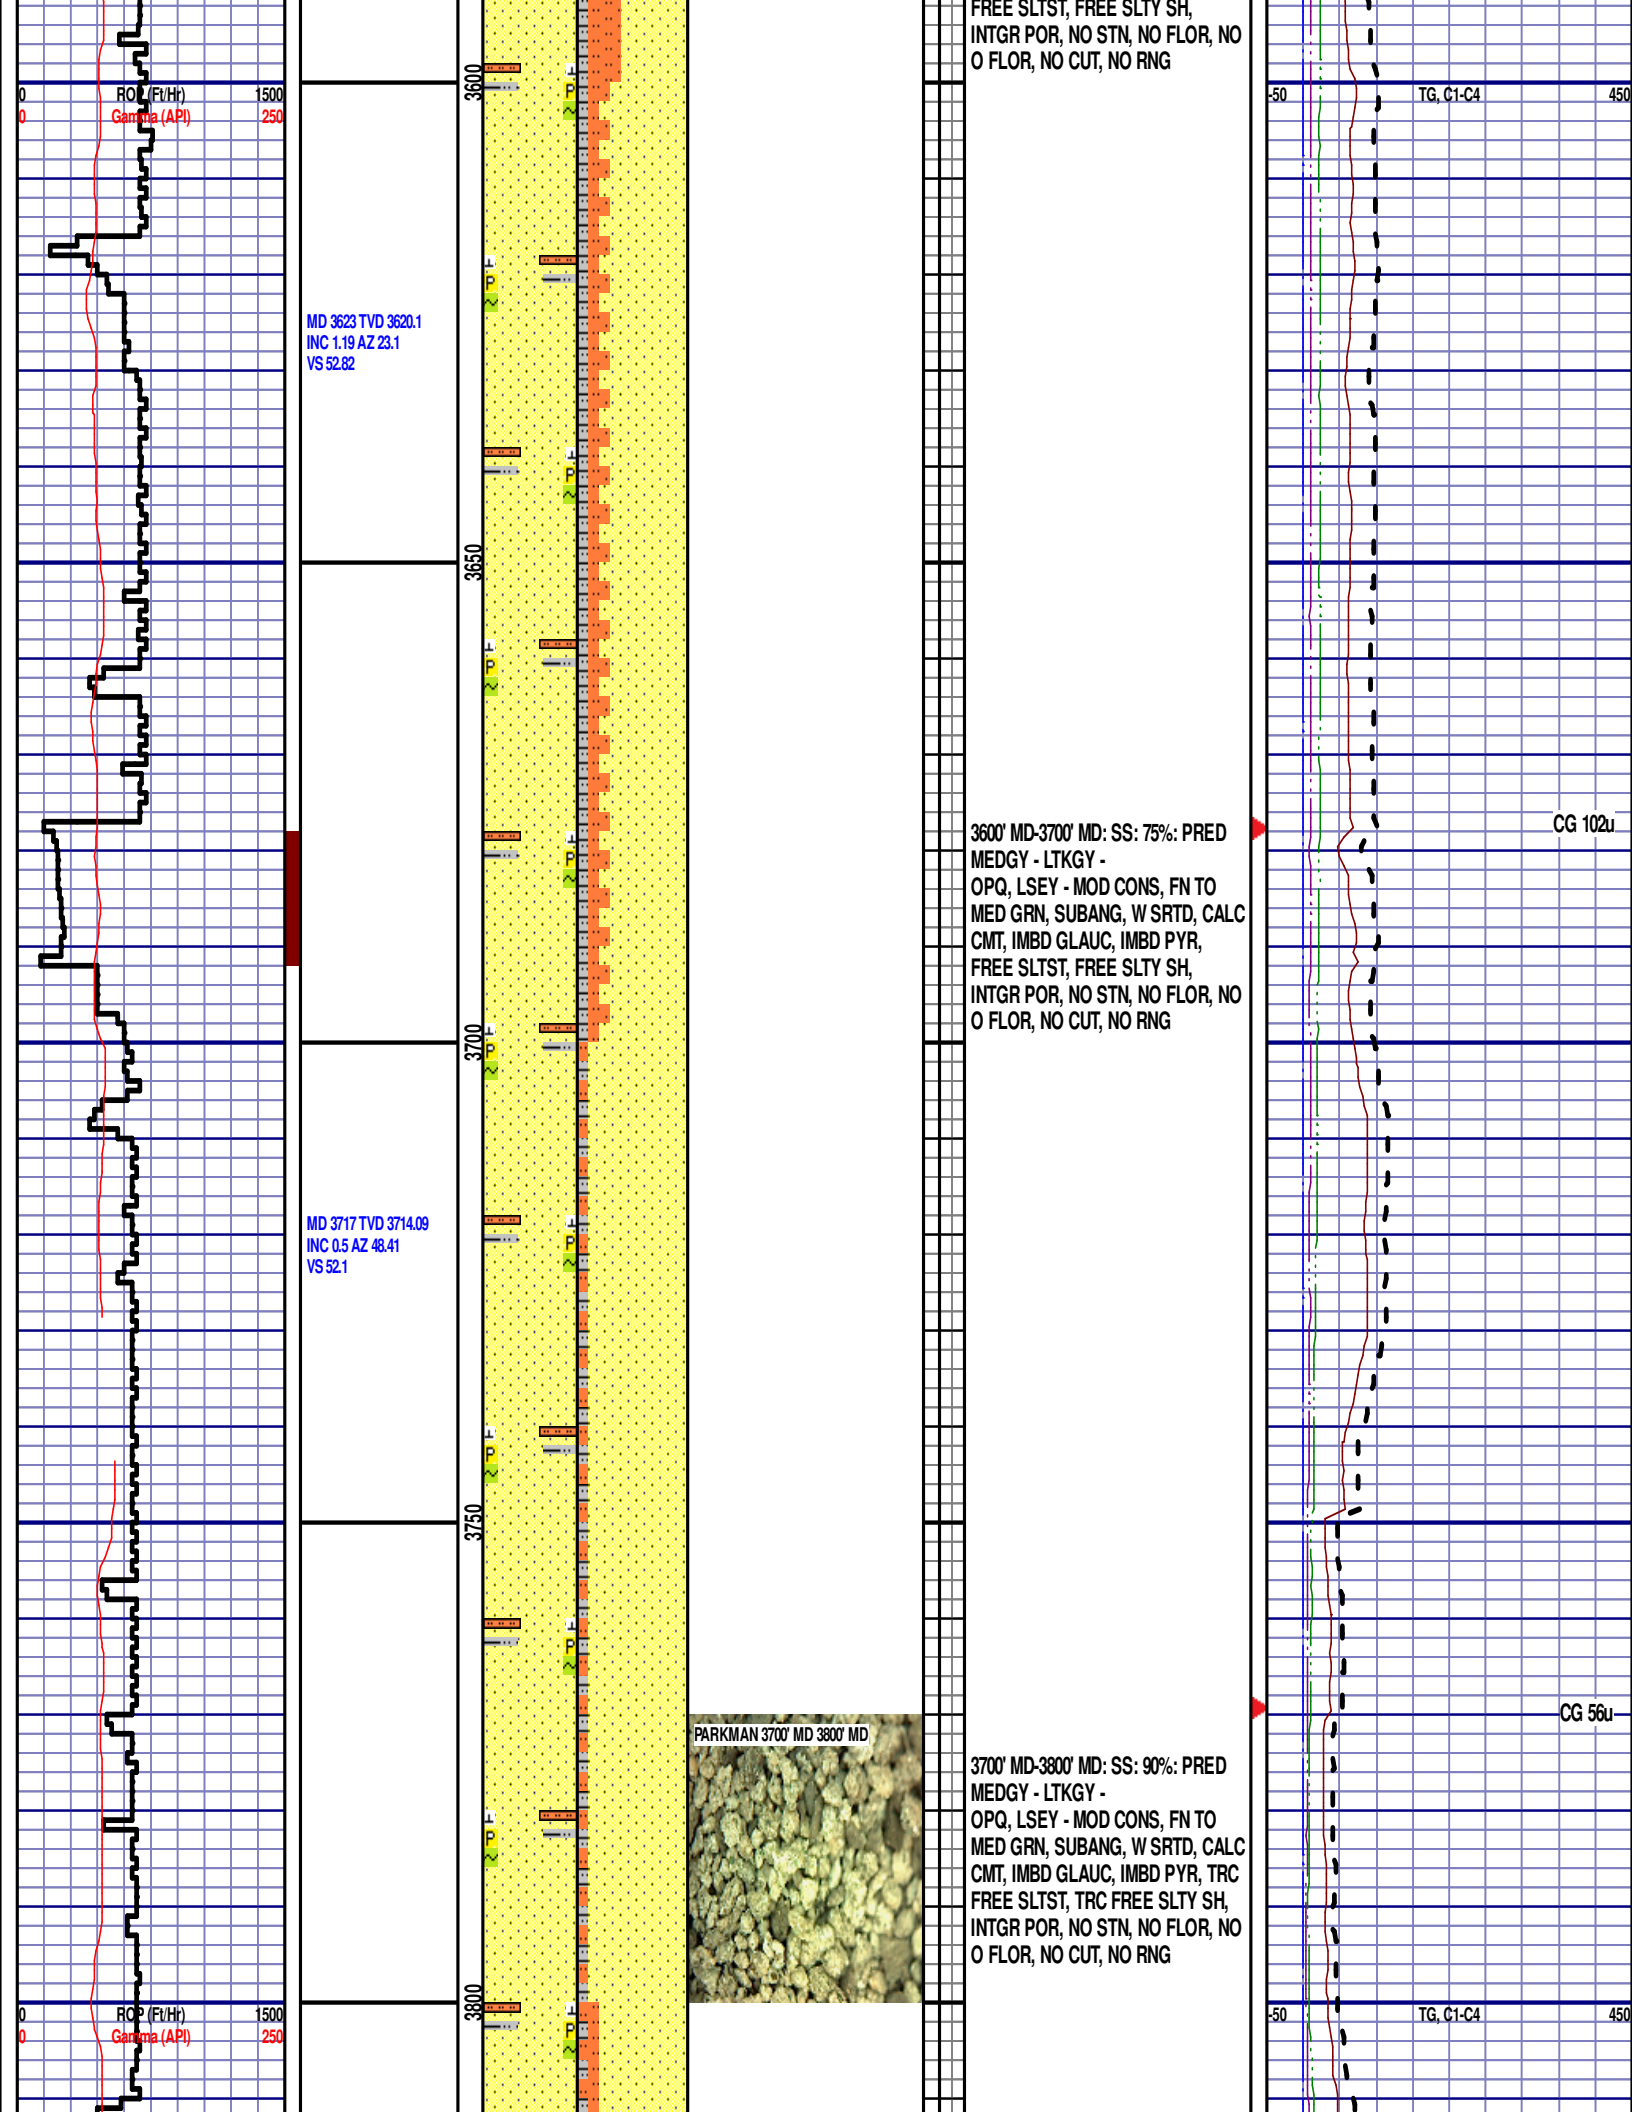 FREE SLTST, FREE SLTY SH,
INTGR POR, NO STN, NO FLOR, NO
O FLOR, NO CUT, NO RNG
3600
0 ROP (Ft/Hr) 1500
0 Gamma (API) 250
-50 TG, C1-C4 450
P
P
MD 3623 TVD 3620.1
INC 1.19 AZ 23.1
VS 52.82
P
3650
P
CG 102u
3600' MD-3700' MD: SS: 75%: PRED
MEDGY - LTKGY -
OPQ, LSEY - MOD CONS, FN TO
MED GRN, SUBANG, W SRTD, CALC
CMT, IMBD GLAUC, IMBD PYR,
FREE SLTST, FREE SLTY SH,
INTGR POR, NO STN, NO FLOR, NO
O FLOR, NO CUT, NO RNG
P
3700
P
MD 3717 TVD 3714.09
INC 0.5 AZ 48.41
VS 52.1
P
P
3750
P
CG 56u
PARKMAN 3700' MD 3800' MD
3700' MD-3800' MD: SS: 90%: PRED
MEDGY - LTKGY -
OPQ, LSEY - MOD CONS, FN TO
MED GRN, SUBANG, W SRTD, CALC
CMT, IMBD GLAUC, IMBD PYR, TRC
FREE SLTST, TRC FREE SLTY SH,
INTGR POR, NO STN, NO FLOR, NO
O FLOR, NO CUT, NO RNG
P
3800
0 ROP (Ft/Hr) 1500
0 Gamma (API) 250
-50 TG, C1-C4 450
P